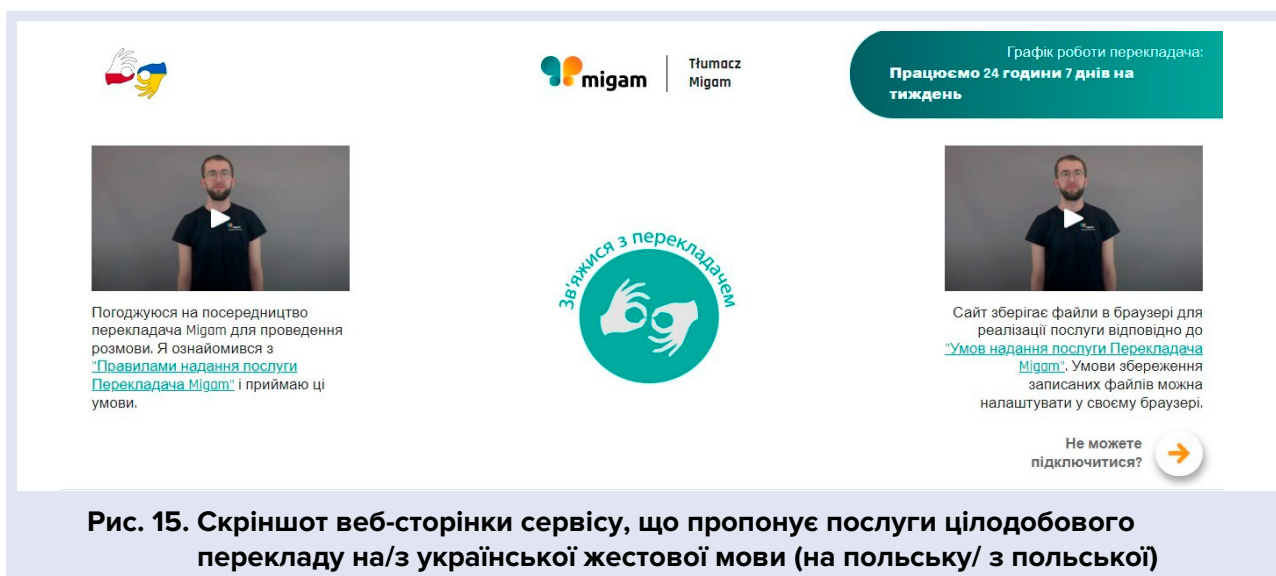 migam
Tłumacz
Migam
Графік роботи перекладача:
Працюємо 24 години 7 днів на
тиждень
Погоджуюся на посередництво
перекладача Migam для проведення
розмови. Я ознайомився з
"Правилами надання послуги
Перекладача Migam" і приймаю ці
умови.
Зв'яжися з перекладачем
Сайт зберігає файли в браузері для
реалізації послуги відповідно до
"Умов надання послуги Перекладача
Migam". Умови збереження
записаних файлів можна
налаштувати у своєму браузері.
Не можете
підключитися?
Рис. 15. Скріншот веб-сторінки сервісу, що пропонує послуги цілодобового
перекладу на/з української жестової мови (на польську/ з польської)